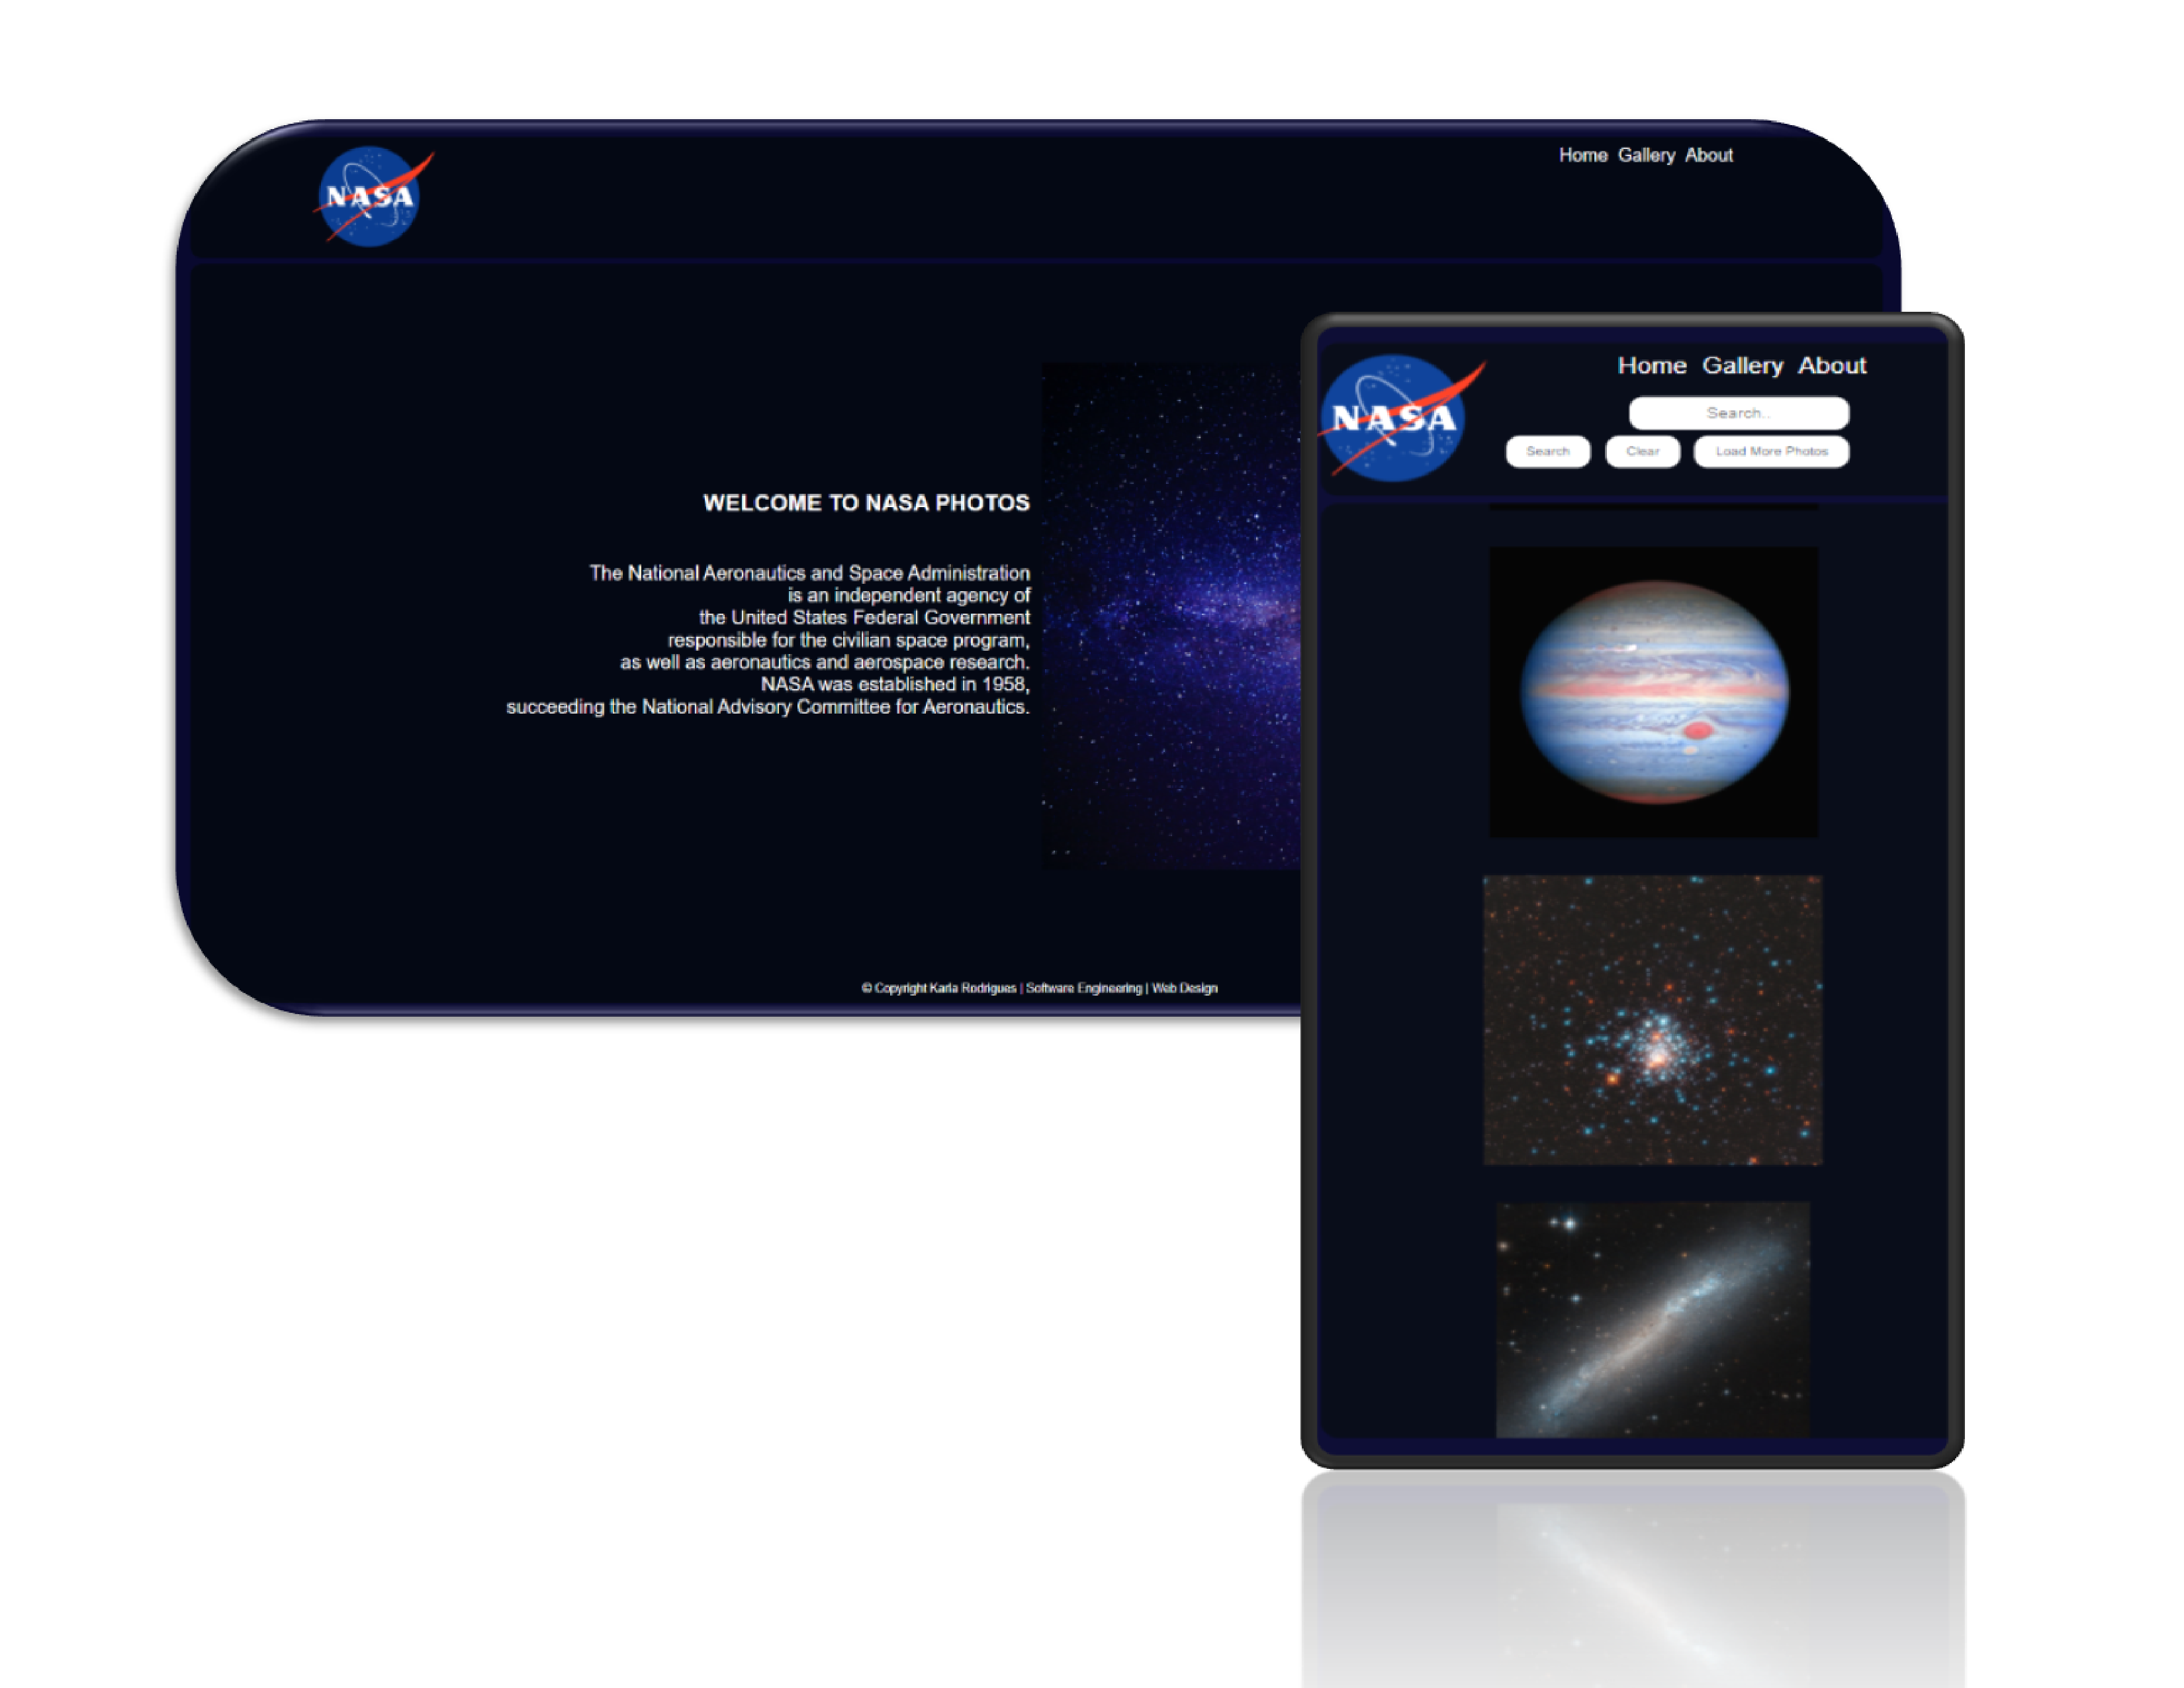 NASA
Home Gallery About
WELCOME TO NASA PHOTOS
The National Aeronautics and Space Administration
is an independent agency of
the United States Federal Government
responsible for the civilian space program,
as well as aeronautics and aerospace research.
NASA was established in 1958,
succeeding the National Advisory Committee for Aeronautics.
© Copyright Karla Rodrigues | Software Engineering | Web Design
NASA
Home Gallery About
Search..
Search Clear Load More Photos